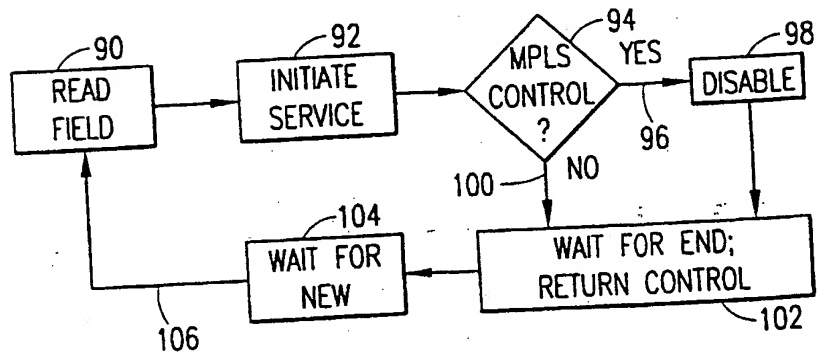 90
READ
FIELD
92
INITIATE
SERVICE
94
MPLS
CONTROL
?
YES
96
98
DISABLE
100
NO
104
WAIT FOR
NEW
WAIT FOR END;
RETURN CONTROL
102
106